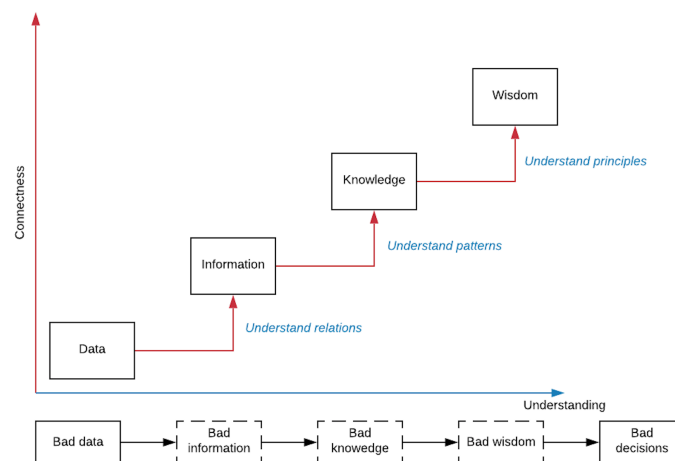 Wisdom
Understand principles
Knowledge
Connectness
Understand patterns
Information
Understand relations
Data
Understanding
Bad data
Bad
information
Bad
knowledge
Bad wisdom
Bad
decisions